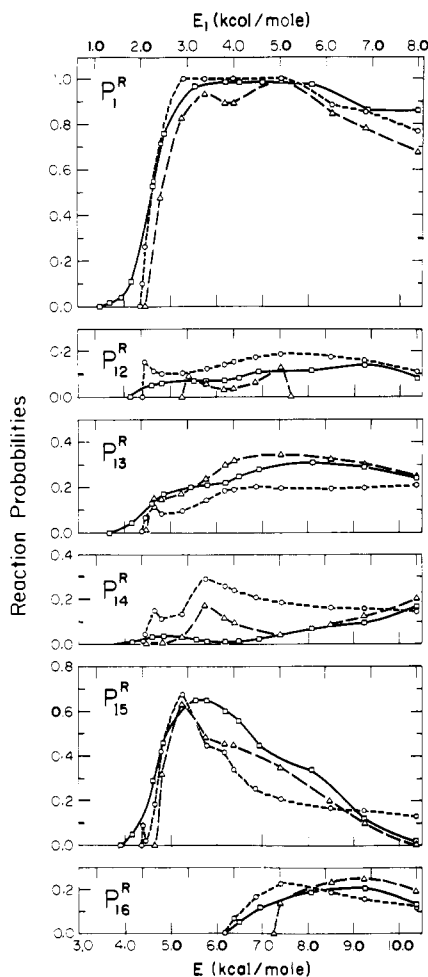 E₁ (kcal/mole)
1.0 2.0 3.0 4.0 5.0 6.0 7.0 8.0
P₁ᴿ
1.0
0.8
0.6
0.4
0.2
0.0
P₁₂ᴿ
0.2
0.0
P₁₃ᴿ
0.4
0.2
0.0
P₁₄ᴿ
0.4
0.2
0.0
P₁₅ᴿ
0.8
0.6
0.4
0.2
0.0
P₁₆ᴿ
0.2
0.0
Reaction Probabilities
3.0 4.0 5.0 6.0 7.0 8.0 9.0 10.0
E (kcal/mole)